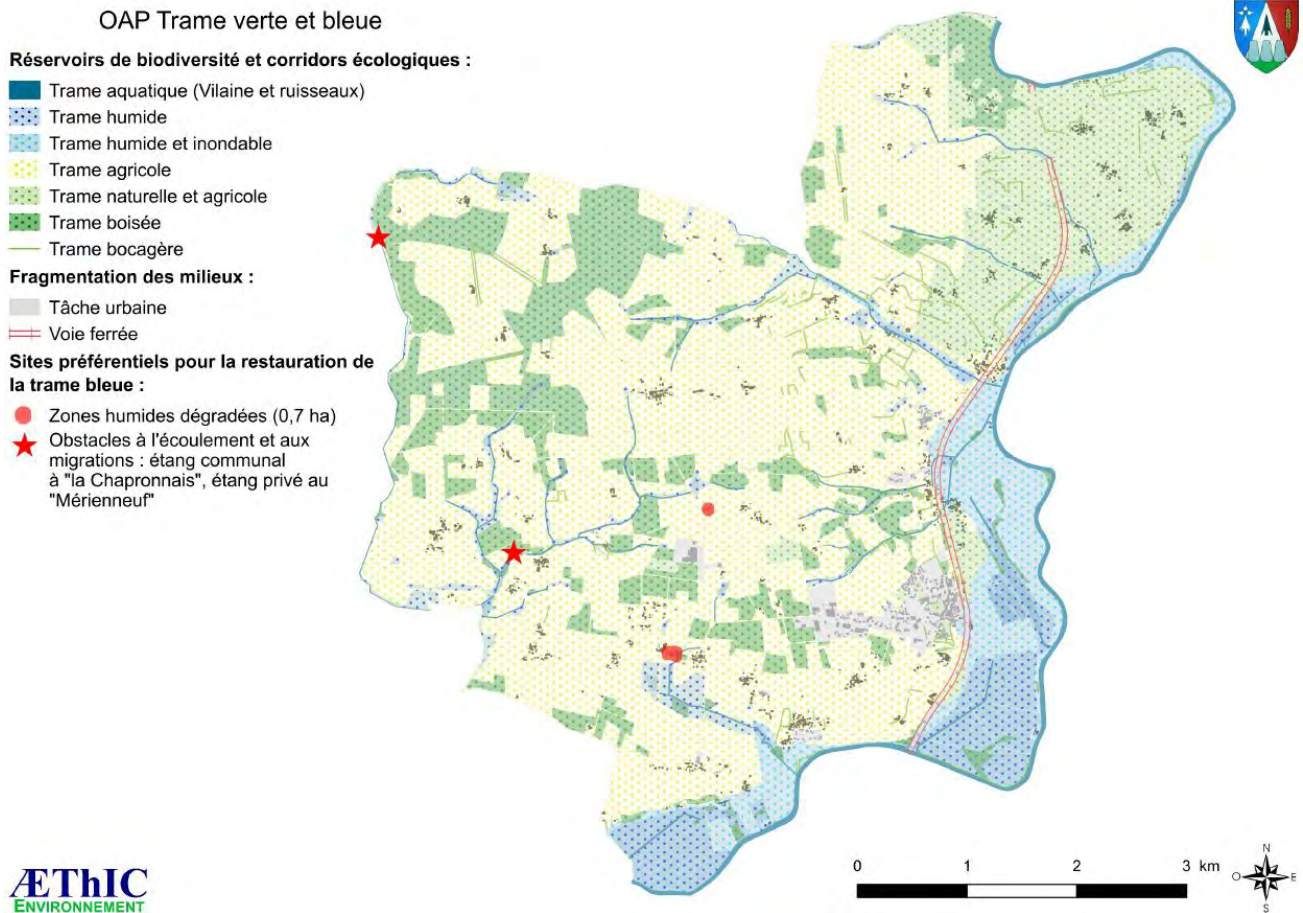 OAP Trame verte et bleue
Réservoirs de biodiversité et corridors écologiques :
Trame aquatique (Vilaine et ruisseaux)
Trame humide
Trame humide et inondable
Trame agricole
Trame naturelle et agricole
Trame boisée
Trame bocagère
Fragmentation des milieux :
Tâche urbaine
Voie ferrée
Sites préférentiels pour la restauration de
la trame bleue :
Zones humides dégradées (0,7 ha)
Obstacles à l'écoulement et aux
migrations : étang communal
à "la Chapronnais", étang privé au
"Mérienneuf"
ÆThIC
ENVIRONNEMENT
0 1 2 3 km
N
O E
S